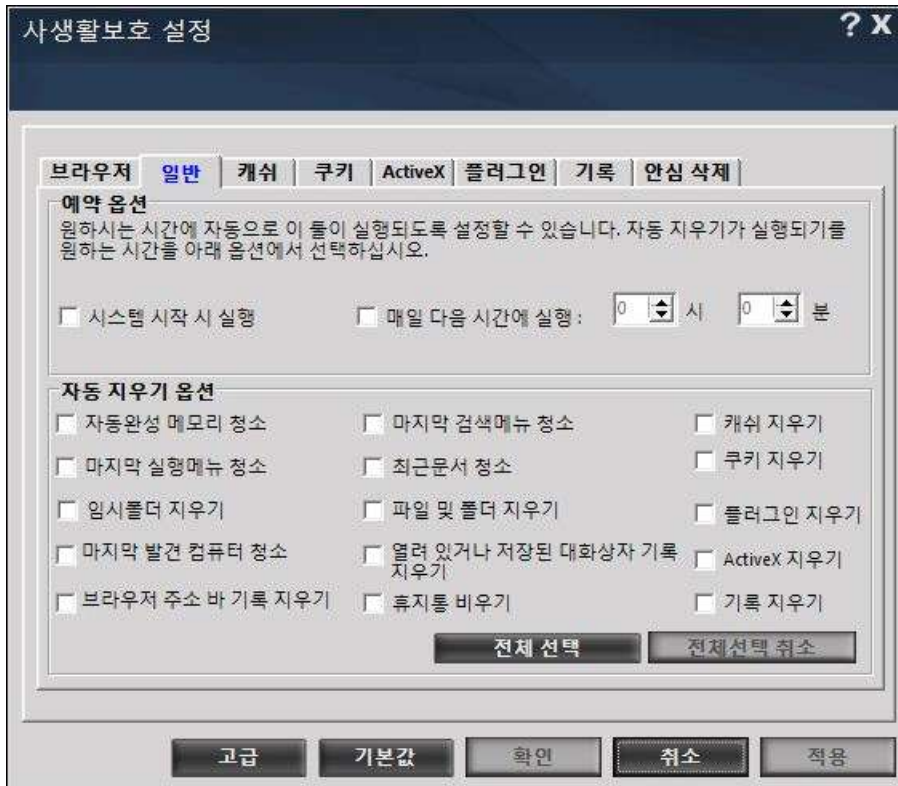 사생활보호 설정
? X
브라우저 일반 캐쉬 쿠키 ActiveX 플러그인 기록 안심 삭제
예약 옵션
원하시는 시간에 자동으로 이 툴이 실행되도록 설정할 수 있습니다. 자동 지우기가 실행되기를
원하는 시간을 아래 옵션에서 선택하십시오.
시스템 시작 시 실행 매일 다음 시간에 실행 : 0 시 0 분
자동 지우기 옵션
자동완성 메모리 청소 마지막 검색메뉴 청소 캐쉬 지우기
마지막 실행메뉴 청소 최근문서 청소 쿠키 지우기
임시폴더 지우기 파일 및 폴더 지우기 플러그인 지우기
마지막 발견 컴퓨터 청소 열려 있거나 저장된 대화상자 기록
지우기 ActiveX 지우기
브라우저 주소 바 기록 지우기 휴지통 비우기 기록 지우기
전체 선택 전체선택 취소
고급 기본값 확인 취소 적용